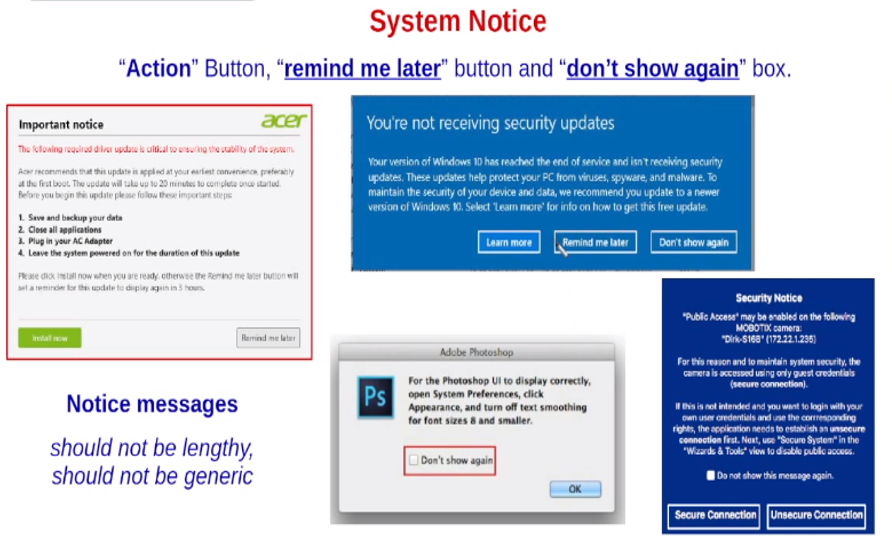 System Notice
“Action” Button, “remind me later” button and “don’t show again” box.
Important notice
acer
The following required driver update is critical to ensuring the stability of the system.
Acer recommends that this update is applied at your earliest convenience, preferably
at the first boot. The update will take up to 20 minutes to complete once started.
Before you begin this update please follow these important steps:
1. Save and backup your data
2. Close all applications
3. Plug in your AC Adapter
4. Leave the system powered on for the duration of this update
Please click Install now when you are ready, otherwise the Remind me later button will
set a reminder for this update to display again in 5 hours.
Install now
Remind me later
You're not receiving security updates
Your version of Windows 10 has reached the end of service and isn't receiving security
updates. These updates help protect your PC from viruses, spyware, and malware. To
maintain the security of your device and data, we recommend you update to a newer
version of Windows 10. Select 'Learn more' for info on how to get this free update.
Learn more
Remind me later
Don't show again
Notice messages
should not be lengthy,
should not be generic
Adobe Photoshop
Ps
For the Photoshop UI to display correctly,
open System Preferences, click
Appearance, and turn off text smoothing
for font sizes 8 and smaller.
Don't show again
OK
Security Notice
"Public Access" may be enabled on the following
MOBOTIX camera:
"Dirk-S16B" (172.22.1.235)
For this reason and to maintain system security, the
camera is accessed using only guest credentials
(secure connection).
If this is not intended and you want to login with your
own user credentials and use the corrresponding
rights, the application needs to establish an unsecure
connection first. Next, use "Secure System" in the
"Wizards & Tools" view to disable public access.
Do not show this message again.
Secure Connection
Unsecure Connection